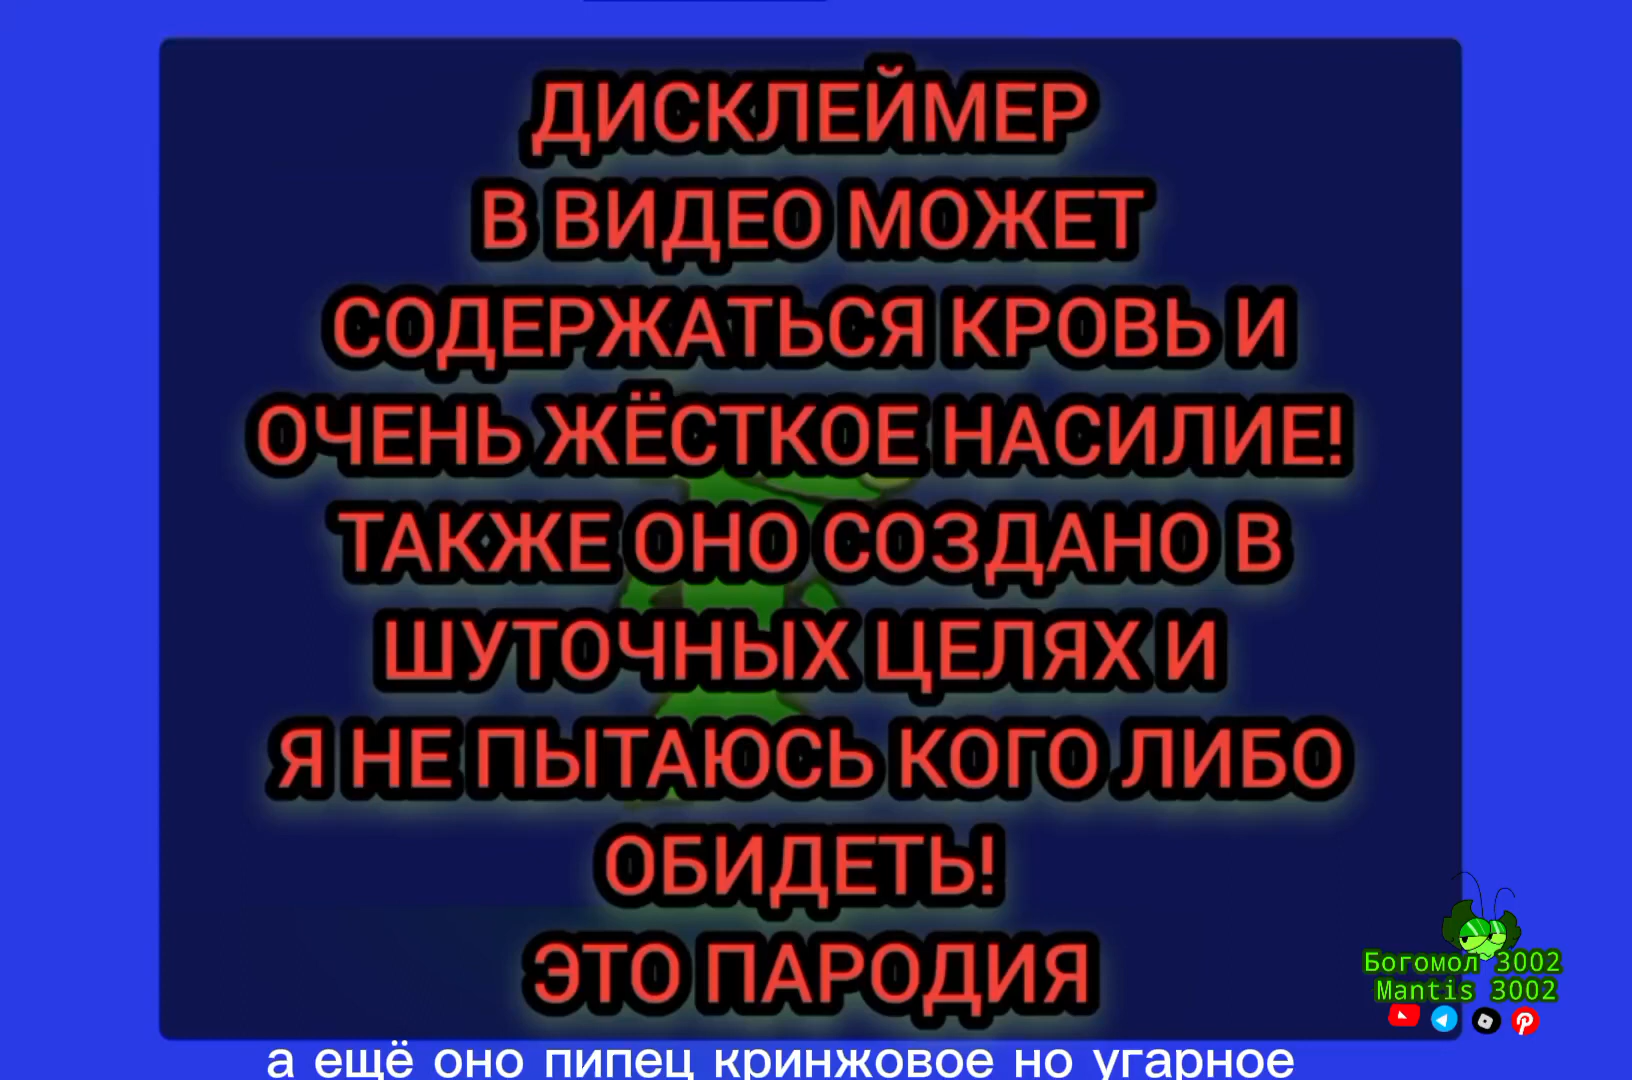 ДИСКЛЕЙМЕР
В ВИДЕО МОЖЕТ
СОДЕРЖАТЬСЯ КРОВЬ И
ОЧЕНЬ ЖЁСТКОЕ НАСИЛИЕ!
ТАКЖЕ ОНО СОЗДАНО В
ШУТОЧНЫХ ЦЕЛЯХ И
Я НЕ ПЫТАЮСЬ КОГО ЛИБО
ОБИДЕТЬ!
ЭТО ПАРОДИЯ
Богомол 3002
Mantis 3002
а ещё оно пипец кринжовое но угарное